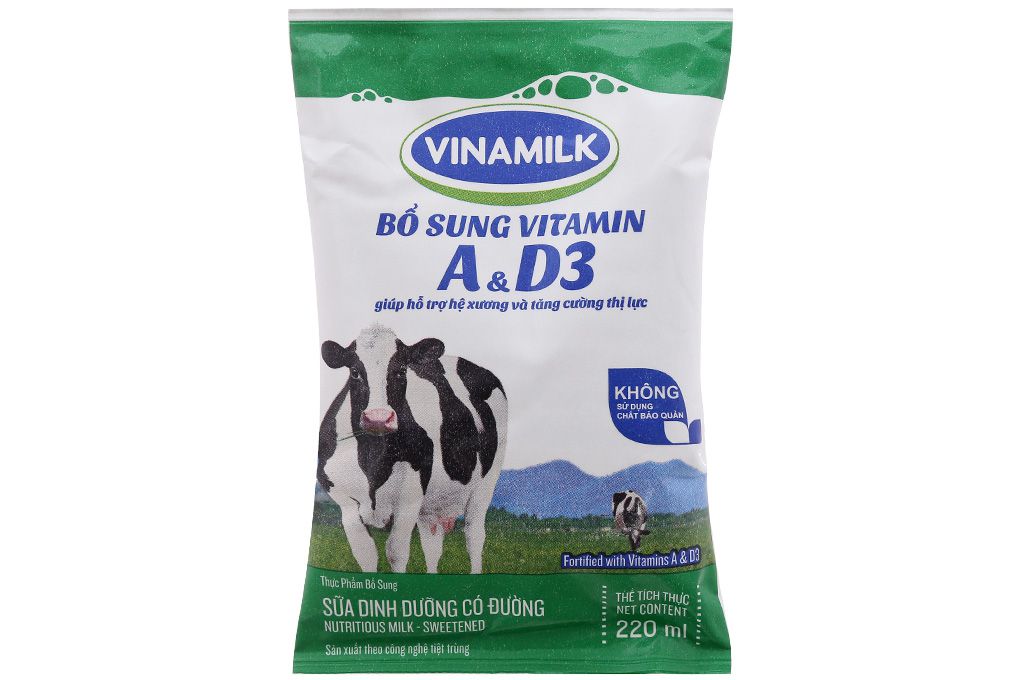 VINAMILK
BỔ SUNG VITAMIN
A & D3
giúp hỗ trợ hệ xương và tăng cường thị lực
KHÔNG
SỬ DỤNG
CHẤT BẢO QUẢN
Fortified with Vitamins A & D3
Thực Phẩm Bổ Sung
SỮA DINH DƯỠNG CÓ ĐƯỜNG
NUTRITIOUS MILK - SWEETENED
Sản xuất theo công nghệ tiệt trùng
THỂ TÍCH THỰC
NET CONTENT
220 ml